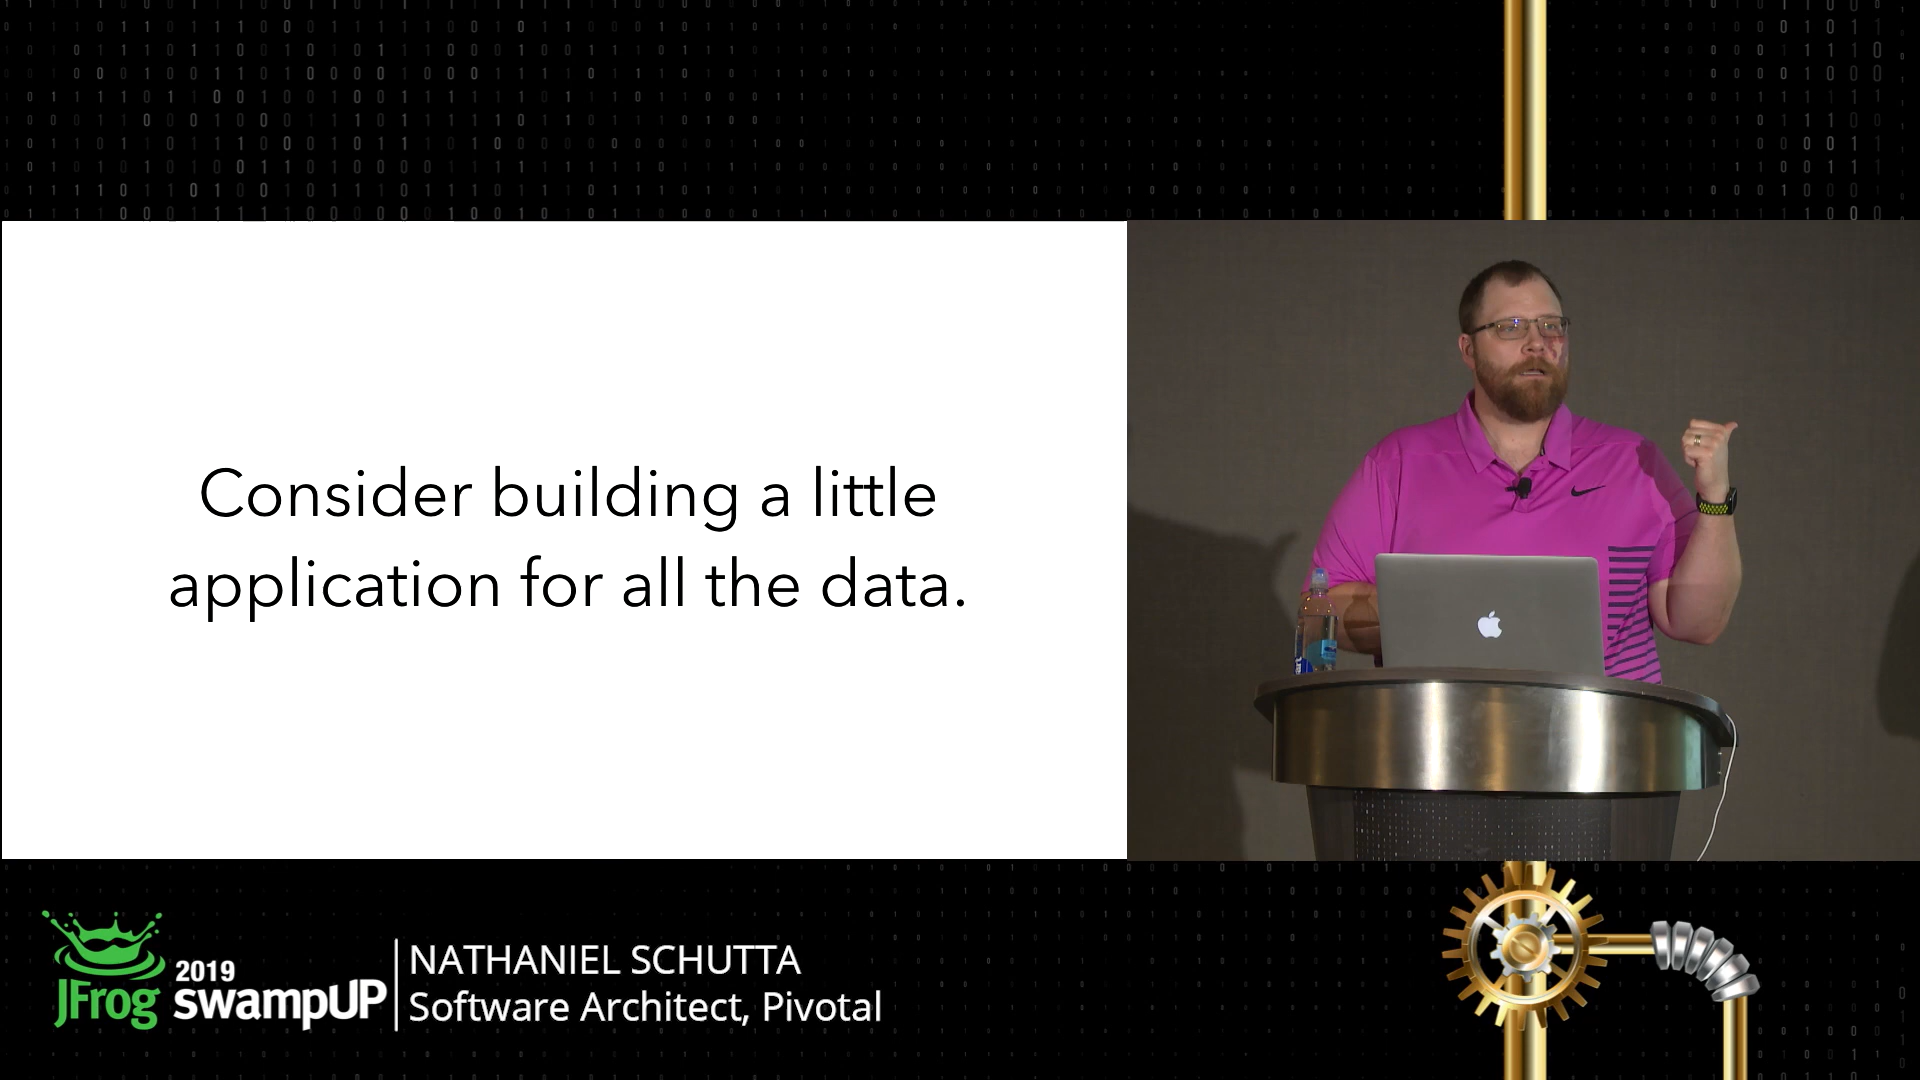 Consider building a little
application for all the data.
JFrog
2019
swampUP
NATHANIEL SCHUTTA
Software Architect, Pivotal